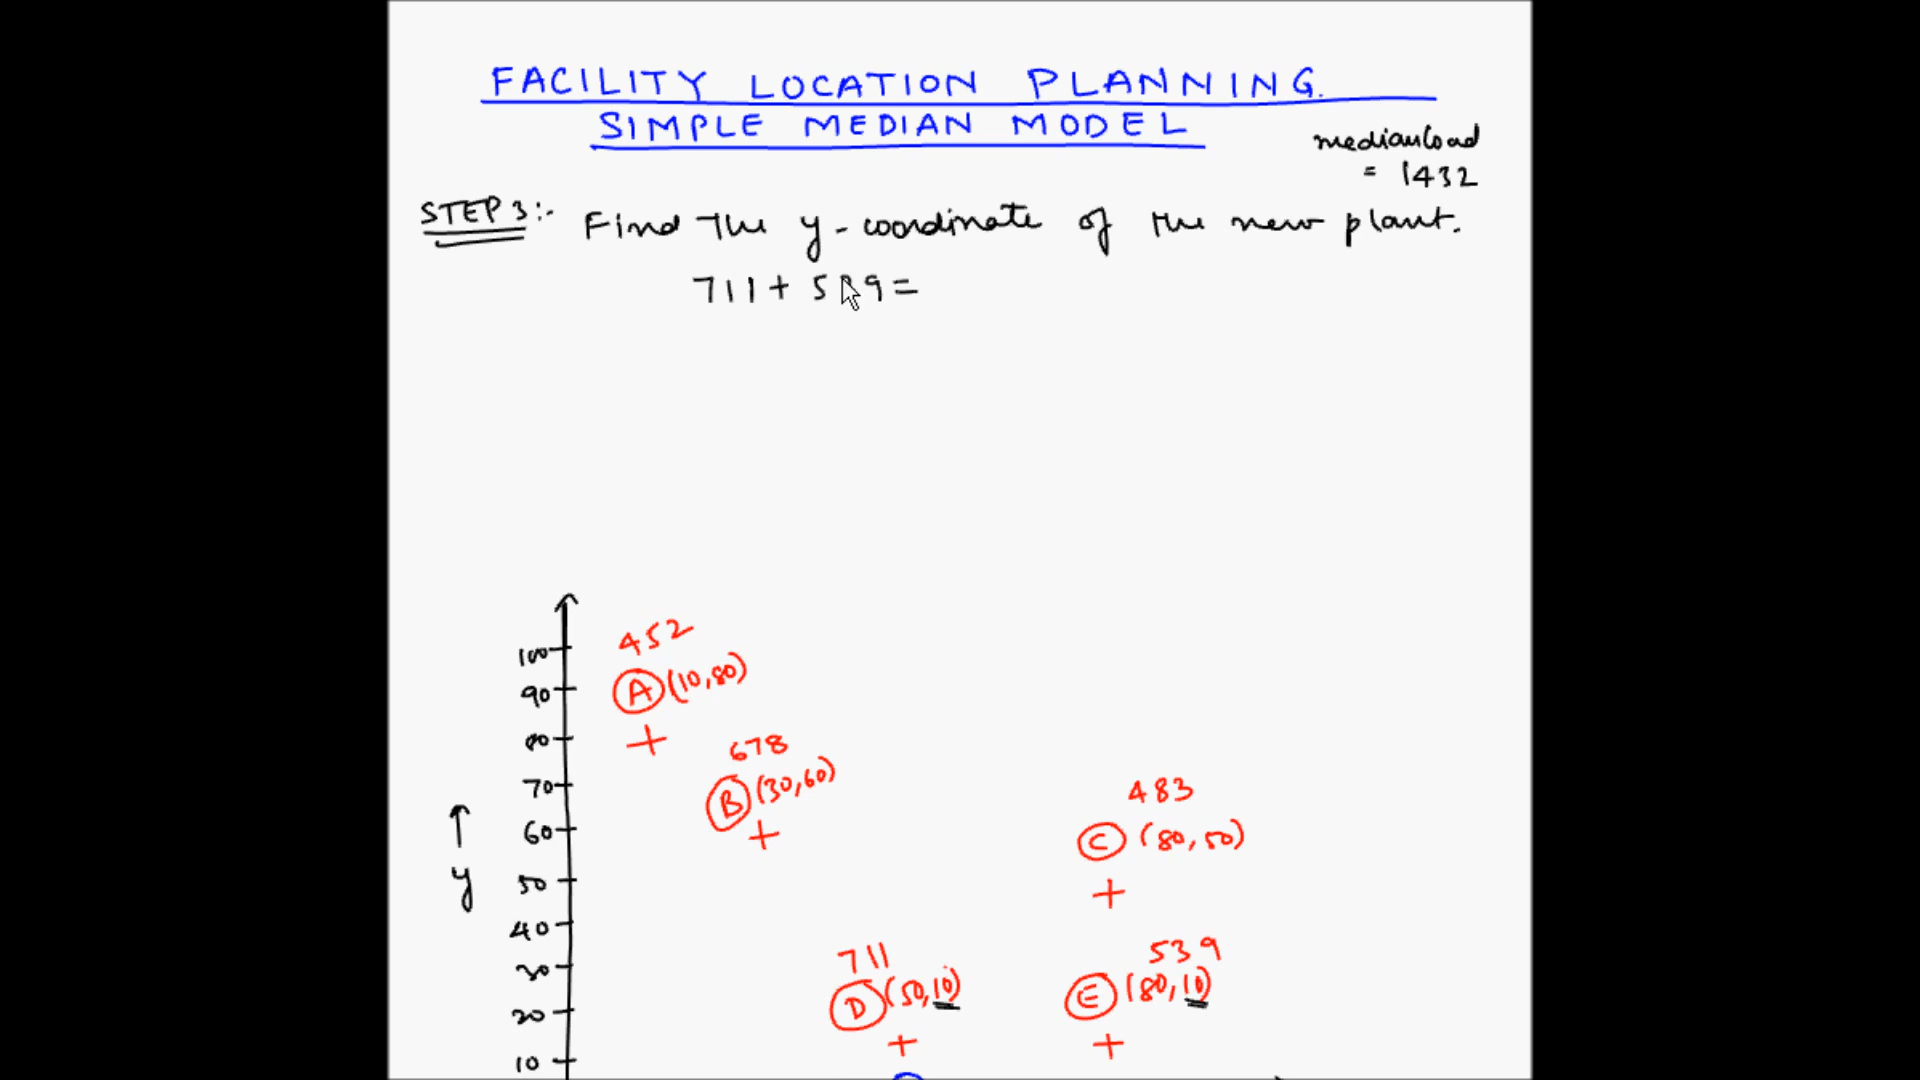 FACILITY LOCATION PLANNING.
SIMPLE MEDIAN MODEL
median load
= 1432
STEP 3:- Find the y-coordinate of the new plant.
711 + 539 =
452
100
A (10,80)
90
678
80
B (30,60)
70
483
60
C (80,50)
y
50
40
711
539
30
D (50,10)
E (80,10)
20
10